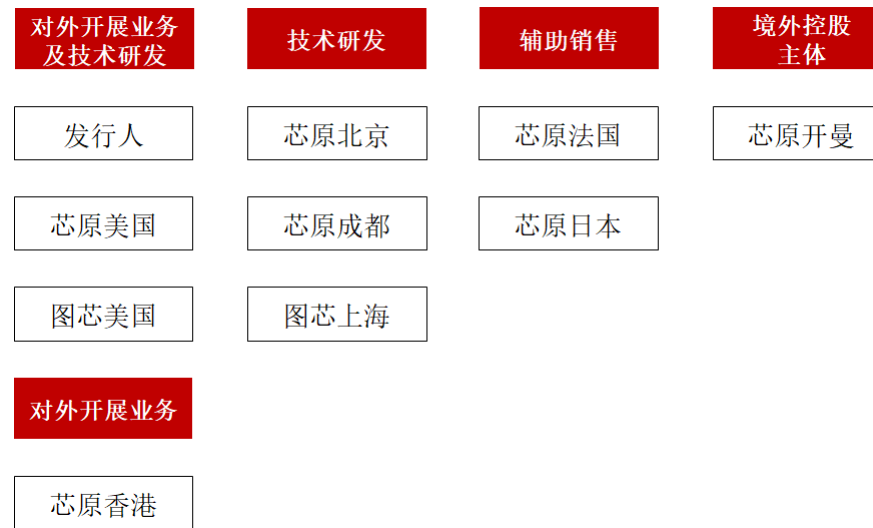 对外开展业务
及技术研发
技术研发
辅助销售
境外控股
主体
发行人
芯原北京
芯原法国
芯原开曼
芯原美国
芯原成都
芯原日本
图芯美国
图芯上海
对外开展业务
芯原香港